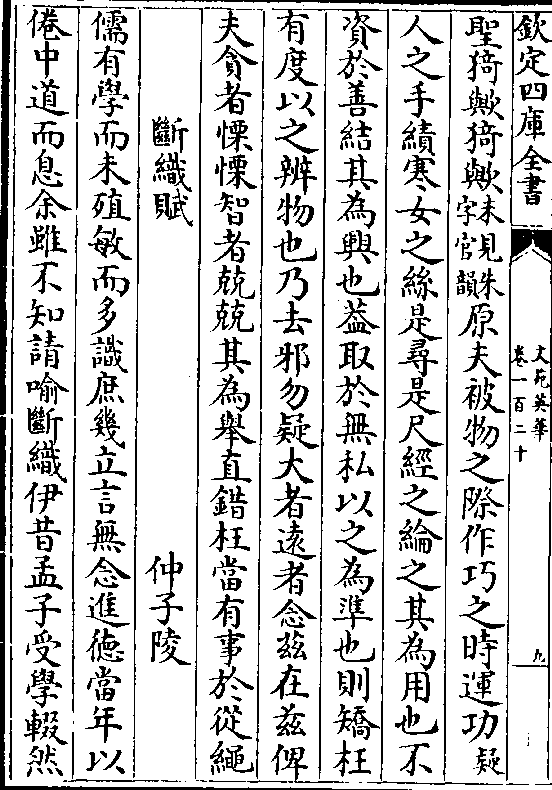 欽定四庫全書
文苑英華
卷一百二十
九
聖猗歟猗歟未見朱字官韻原夫被物之際作巧之時運功疑
人之手績寒女之絲是尋是尺經之綸之其為用也不
資於善結其為興也葢取於無私以之為準也則矯枉
有度以之辨物也乃去邪勿疑大者遠者念兹在兹俾
夫貪者慄慄智者兢兢其為舉直錯枉當有事於從繩
斷織賦　仲子陵
儒有學而未殖敏而多識庶幾立言無念進徳當年以
倦中道而息余雖不知請喻斷織伊昔孟子受學輟然